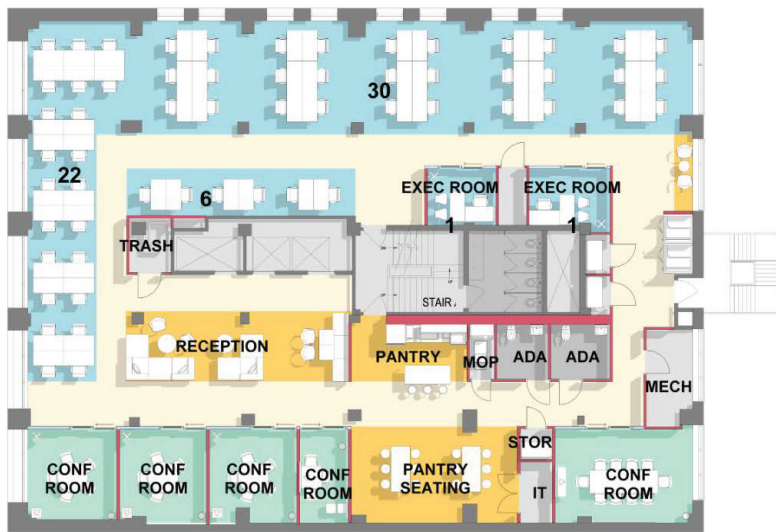 30
22
6
EXEC ROOM
EXEC ROOM
1
1
TRASH
STAIR
RECEPTION
PANTRY
MOP
ADA
ADA
MECH
CONF
ROOM
CONF
ROOM
CONF
ROOM
CONF
ROOM
PANTRY
SEATING
STOR
IT
CONF
ROOM